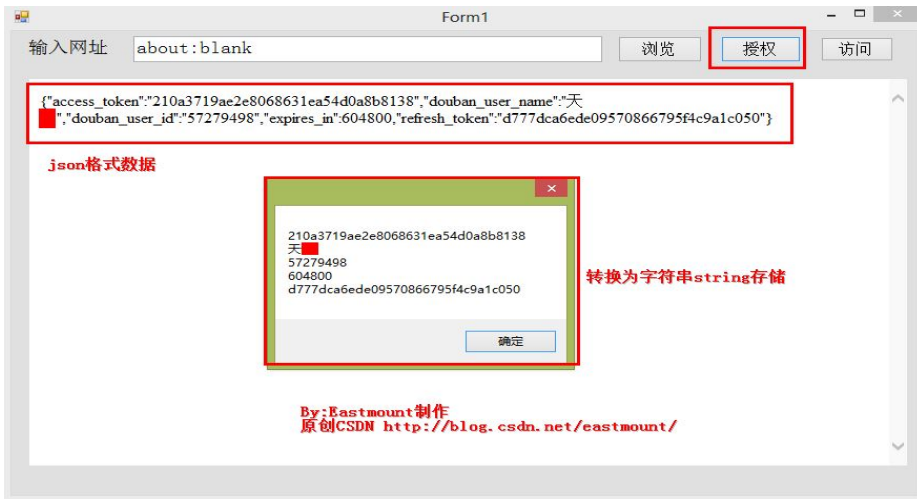 Form1
输入网址 about:blank 浏览 授权 访问
{"access_token":"210a3719ae2e8068631ea54d0a8b8138","douban_user_name":"天
","douban_user_id":"57279498","expires_in":604800,"refresh_token":"d777dca6ede09570866795f4c9a1c050"}
json格式数据
210a3719ae2e8068631ea54d0a8b8138
天
57279498
604800
d777dca6ede09570866795f4c9a1c050
转换为字符串string存储
确定
By:Eastmount制作
原创CSDN http://blog.csdn.net/eastmount/